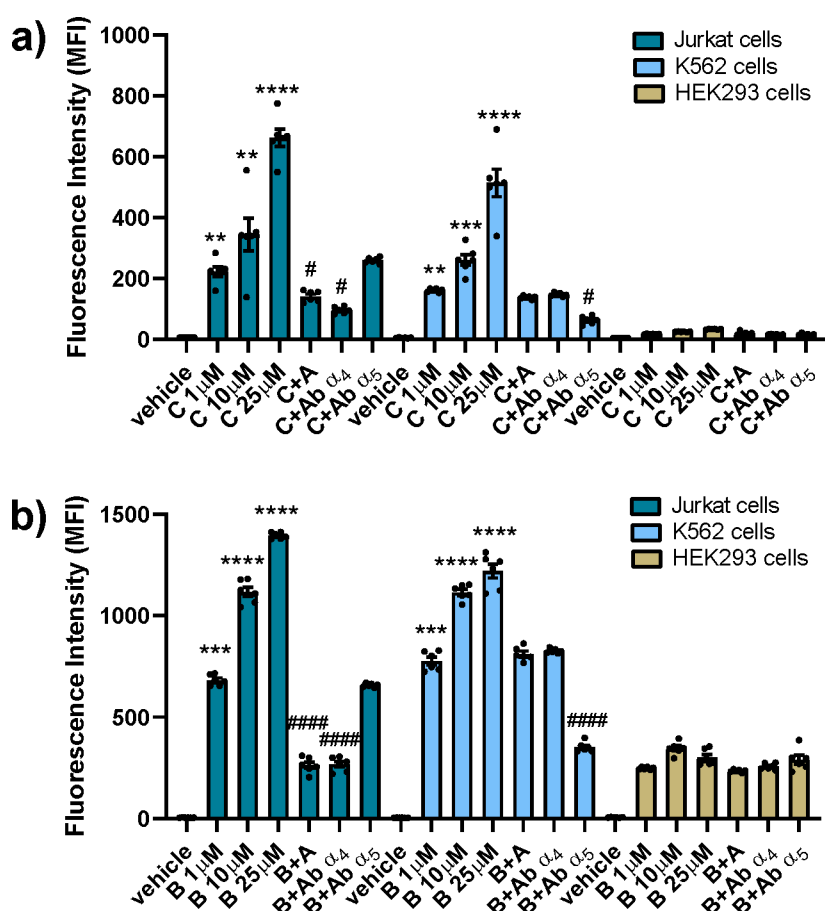 a)
Fluorescence Intensity (MFI)
1000
800
600
400
200
0
Jurkat cells
K562 cells
HEK293 cells
** ** **** # # ** *** **** #
vehicle C 1μM C 10μM C 25μM C+A C+Ab α4 C+Ab α5 vehicle C 1μM C 10μM C 25μM C+A C+Ab α4 C+Ab α5 vehicle C 1μM C 10μM C 25μM C+A C+Ab α4 C+Ab α5
b)
Fluorescence Intensity (MFI)
1500
1000
500
0
Jurkat cells
K562 cells
HEK293 cells
*** **** **** #### #### *** **** **** ####
vehicle B 1μM B 10μM B 25μM B+A B+Ab α4 B+Ab α5 vehicle B 1μM B 10μM B 25μM B+A B+Ab α4 B+Ab α5 vehicle B 1μM B 10μM B 25μM B+A B+Ab α4 B+Ab α5